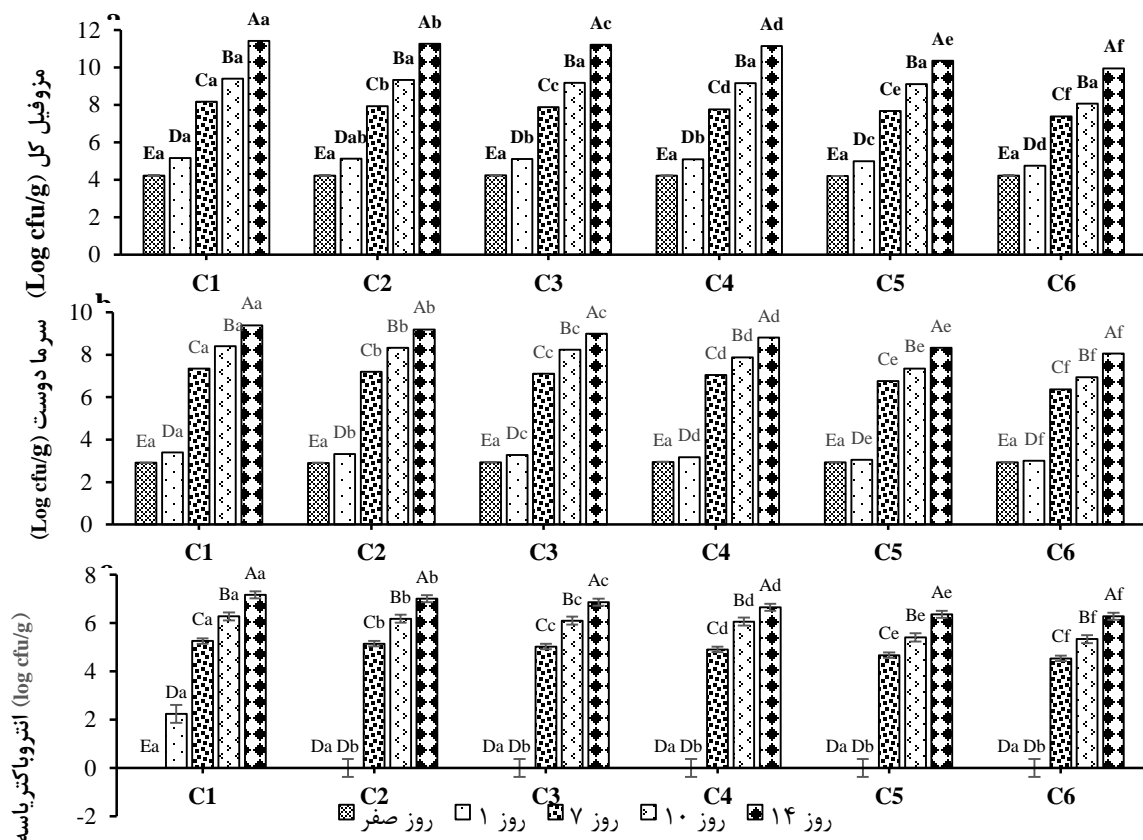 a
مزوفیل کل (Log cfu/g)
12
10
8
6
4
2
0
Ea Da Ca Ba Aa
Ea Dab Cb Ba Ab
Ea Db Cc Ba Ac
Ea Db Cd Ba Ad
Ea Dc Ce Ba Ae
Ea Dd Cf Ba Af
C1 C2 C3 C4 C5 C6
b
سرما دوست (Log cfu/g)
10
8
6
4
2
0
Ea Da Ca Ba Aa
Ea Db Cb Bb Ab
Ea Dc Cc Bc Ac
Ea Dd Cd Bd Ad
Ea De Ce Be Ae
Ea Df Cf Bf Af
C1 C2 C3 C4 C5 C6
انتروباکتریاسه (log cfu/g)
8
6
4
2
0
-2
Ea Da Ca Ba Aa
Da Db Cb Bb Ab
Da Db Cc Bc Ac
Da Db Cd Bd Ad
Da Db Ce Be Ae
Da Db Cf Bf Af
C1 C2 C3 C4 C5 C6
روز صفر روز ۱ روز ۷ روز ۱۰ روز ۱۴